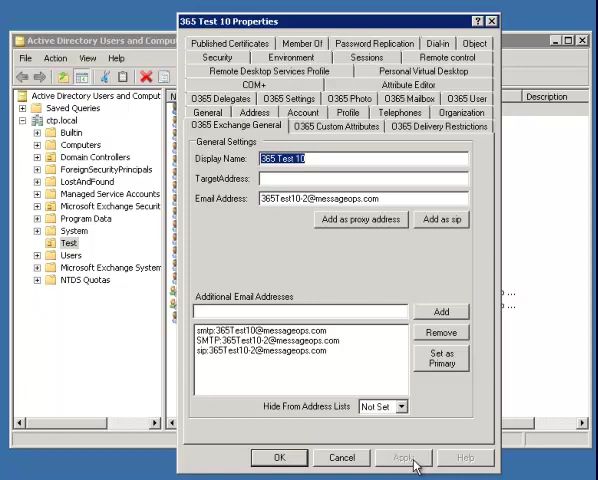 365 Test 10 Properties
Active Directory Users and Comput
File Action View Help
Active Directory Users and Comput
Saved Queries
ctp.local
Builtin
Computers
Domain Controllers
ForeignSecurityPrincipals
LostAndFound
Managed Service Accounts
Microsoft Exchange Securit
Program Data
System
Test
Users
Microsoft Exchange System
NTDS Quotas
N
Description
Published Certificates Member Of Password Replication Dial-in Object
Security Environment Sessions Remote control
Remote Desktop Services Profile Personal Virtual Desktop
COM+ Attribute Editor
O365 Delegates O365 Settings O365 Photo O365 Mailbox O365 User
General Address Account Profile Telephones Organization
O365 Exchange General O365 Custom Attributes O365 Delivery Restrictions
General Settings
Display Name: 365 Test 10
TargetAddress:
Email Address: 365Test10-2@messageops.com
Add as proxy address Add as sip
Additional Email Addresses
Add
smtp:365Test10@messageops.com
SMTP:365Test10-2@messageops.com
sip:365Test10-2@messageops.com
Remove
Set as
Primary
Hide From Address Lists Not Set
OK Cancel Apply Help